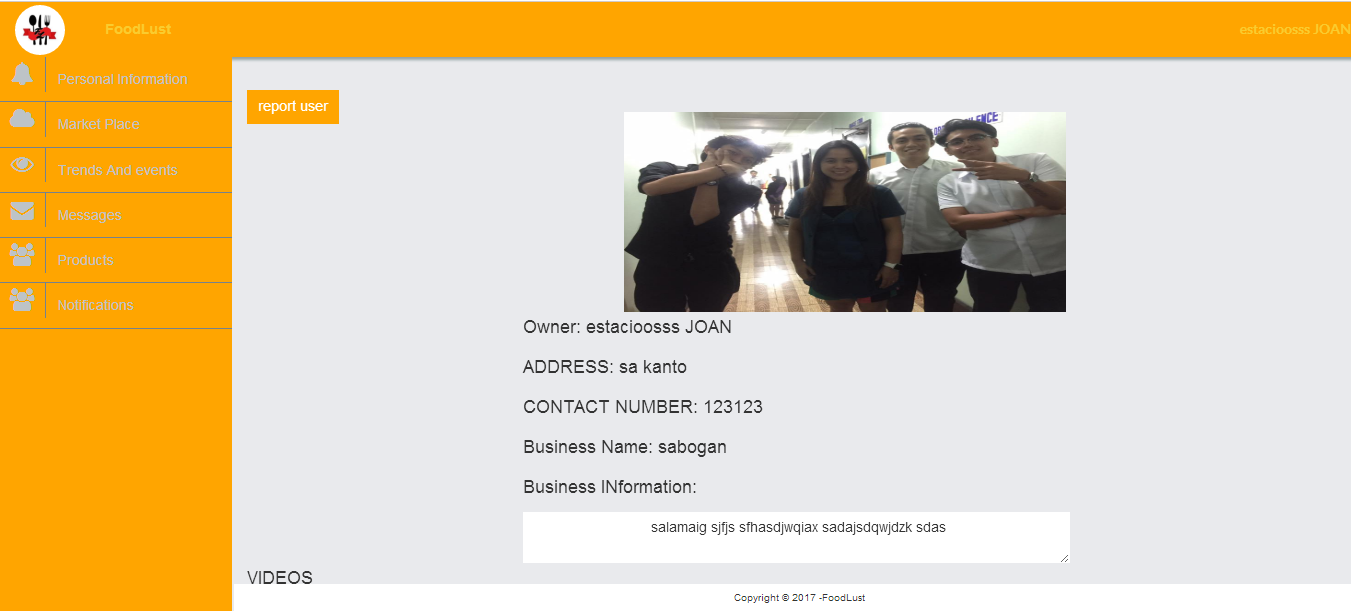 FoodLust
estacioosss JOAN
Personal Information
Market Place
Trends And events
Messages
Products
Notifications
report user
Owner: estacioosss JOAN
ADDRESS: sa kanto
CONTACT NUMBER: 123123
Business Name: sabogan
Business INformation:
salamaig sjfjs sfhasdjwqiax sadajsdqwjdzk sdas
VIDEOS
Copyright © 2017 -FoodLust